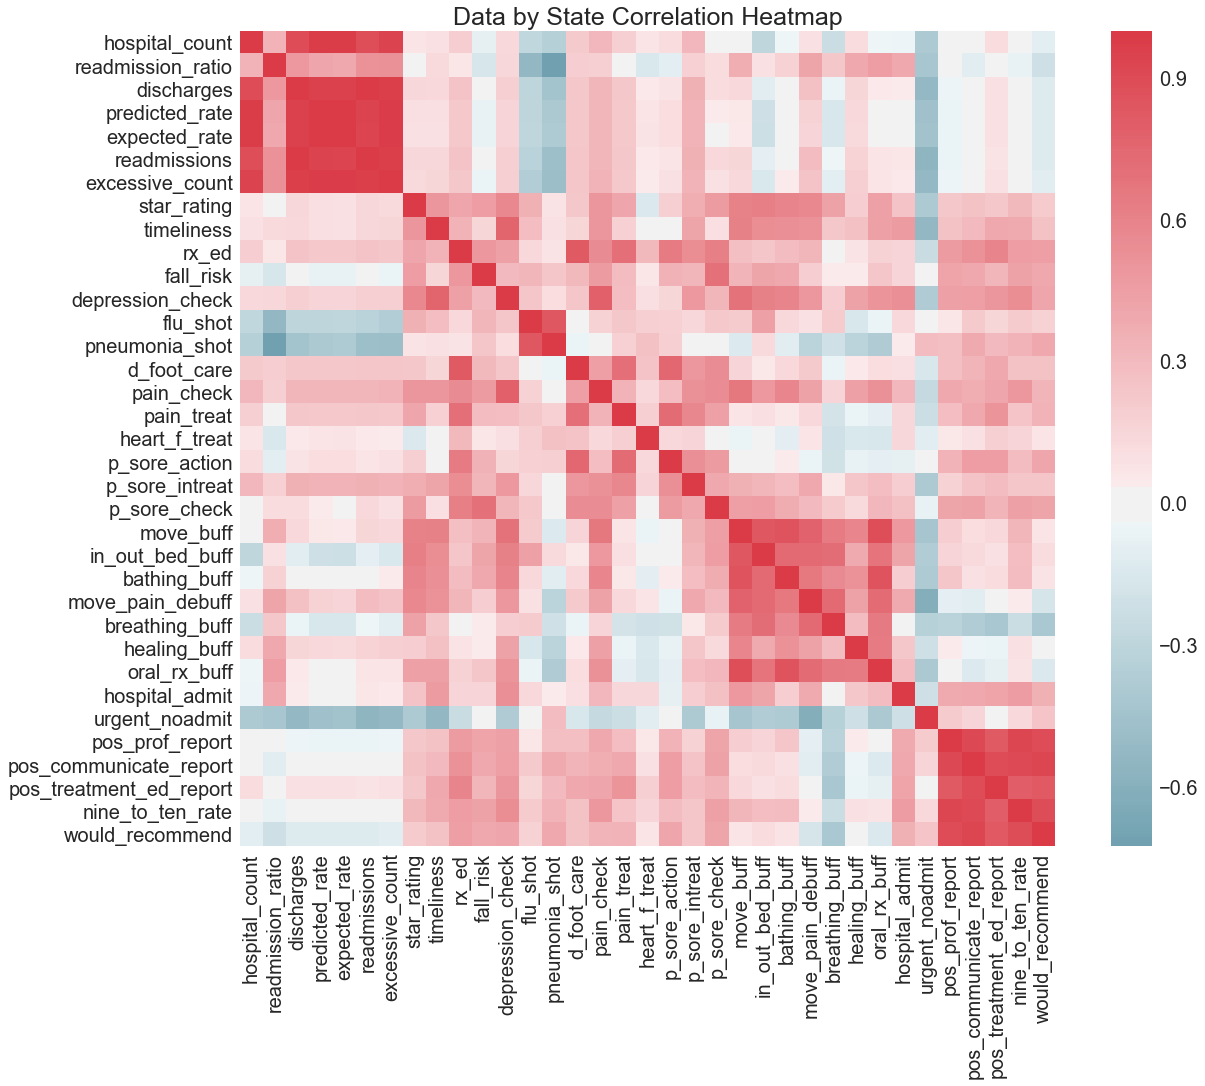 Data by State Correlation Heatmap
hospital_count
readmission_ratio
discharges
predicted_rate
expected_rate
readmissions
excessive_count
star_rating
timeliness
rx_ed
fall_risk
depression_check
flu_shot
pneumonia_shot
d_foot_care
pain_check
pain_treat
heart_f_treat
p_sore_action
p_sore_intreat
p_sore_check
move_buff
in_out_bed_buff
bathing_buff
move_pain_debuff
breathing_buff
healing_buff
oral_rx_buff
hospital_admit
urgent_noadmit
pos_prof_report
pos_communicate_report
pos_treatment_ed_report
nine_to_ten_rate
would_recommend
hospital_count
readmission_ratio
discharges
predicted_rate
expected_rate
readmissions
excessive_count
star_rating
timeliness
rx_ed
fall_risk
depression_check
flu_shot
pneumonia_shot
d_foot_care
pain_check
pain_treat
heart_f_treat
p_sore_action
p_sore_intreat
p_sore_check
move_buff
in_out_bed_buff
bathing_buff
move_pain_debuff
breathing_buff
healing_buff
oral_rx_buff
hospital_admit
urgent_noadmit
pos_prof_report
pos_communicate_report
pos_treatment_ed_report
nine_to_ten_rate
would_recommend
0.9
0.6
0.3
0.0
−0.3
−0.6